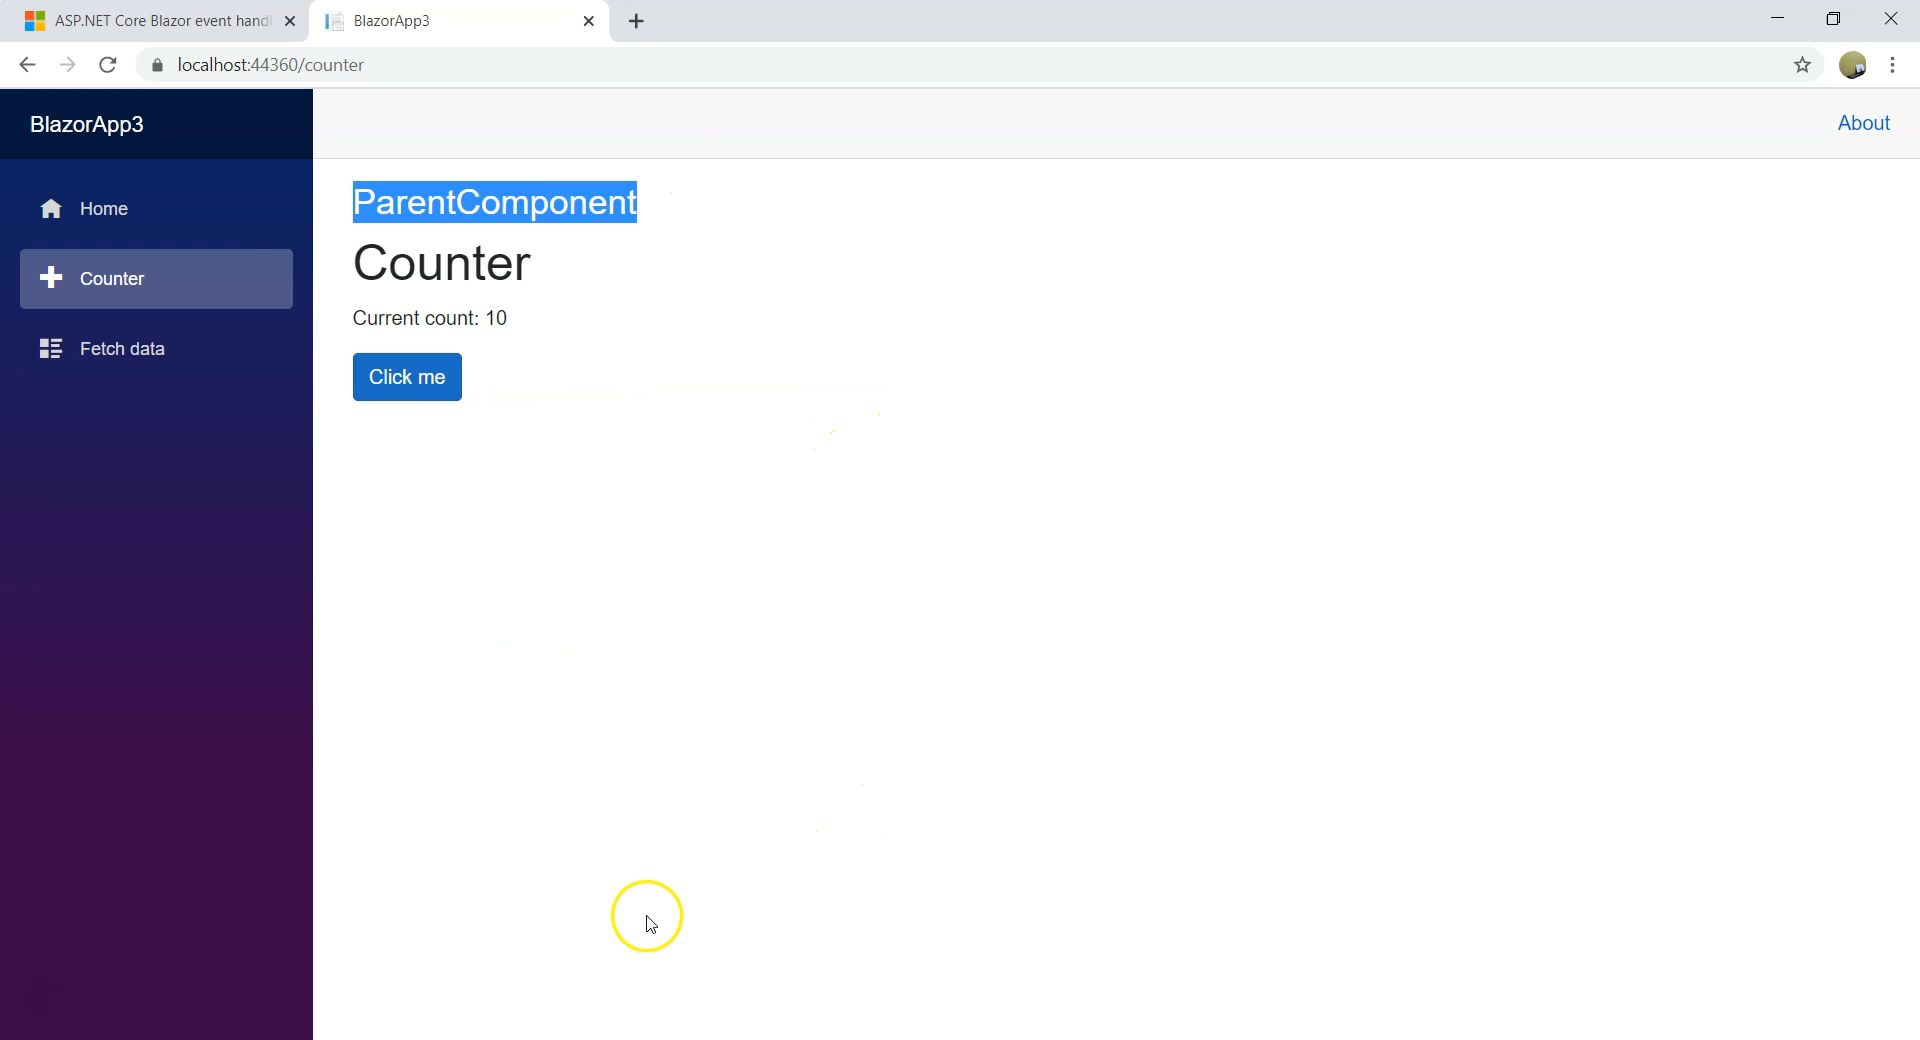 ASP.NET Core Blazor event handl
BlazorApp3
localhost:44360/counter
BlazorApp3
About
Home
Counter
Fetch data
ParentComponent
Counter
Current count: 10
Click me